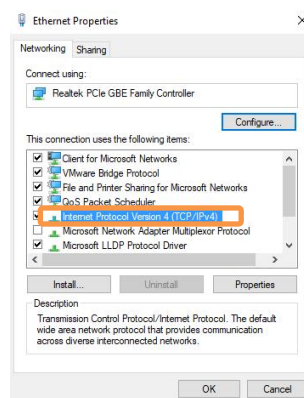 Ethernet Properties
Networking Sharing
Connect using:
Realtek PCIe GBE Family Controller
Configure...
This connection uses the following items:
Client for Microsoft Networks
VMware Bridge Protocol
File and Printer Sharing for Microsoft Networks
QoS Packet Scheduler
Internet Protocol Version 4 (TCP/IPv4)
Microsoft Network Adapter Multiplexor Protocol
Microsoft LLDP Protocol Driver
Install... Uninstall Properties
Description
Transmission Control Protocol/Internet Protocol. The default
wide area network protocol that provides communication
across diverse interconnected networks.
OK Cancel